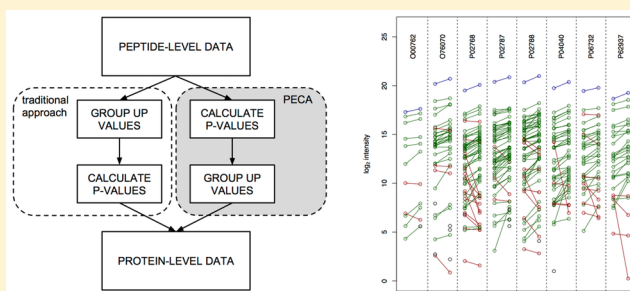 PEPTIDE-LEVEL DATA
traditional
approach
PECA
GROUP UP
VALUES
CALCULATE
P-VALUES
CALCULATE
P-VALUES
GROUP UP
VALUES
PROTEIN-LEVEL DATA
O00762
O76070
P02768
P02787
P02788
P04040
P06732
P62937
log₂ intensity
25
20
15
10
5
0